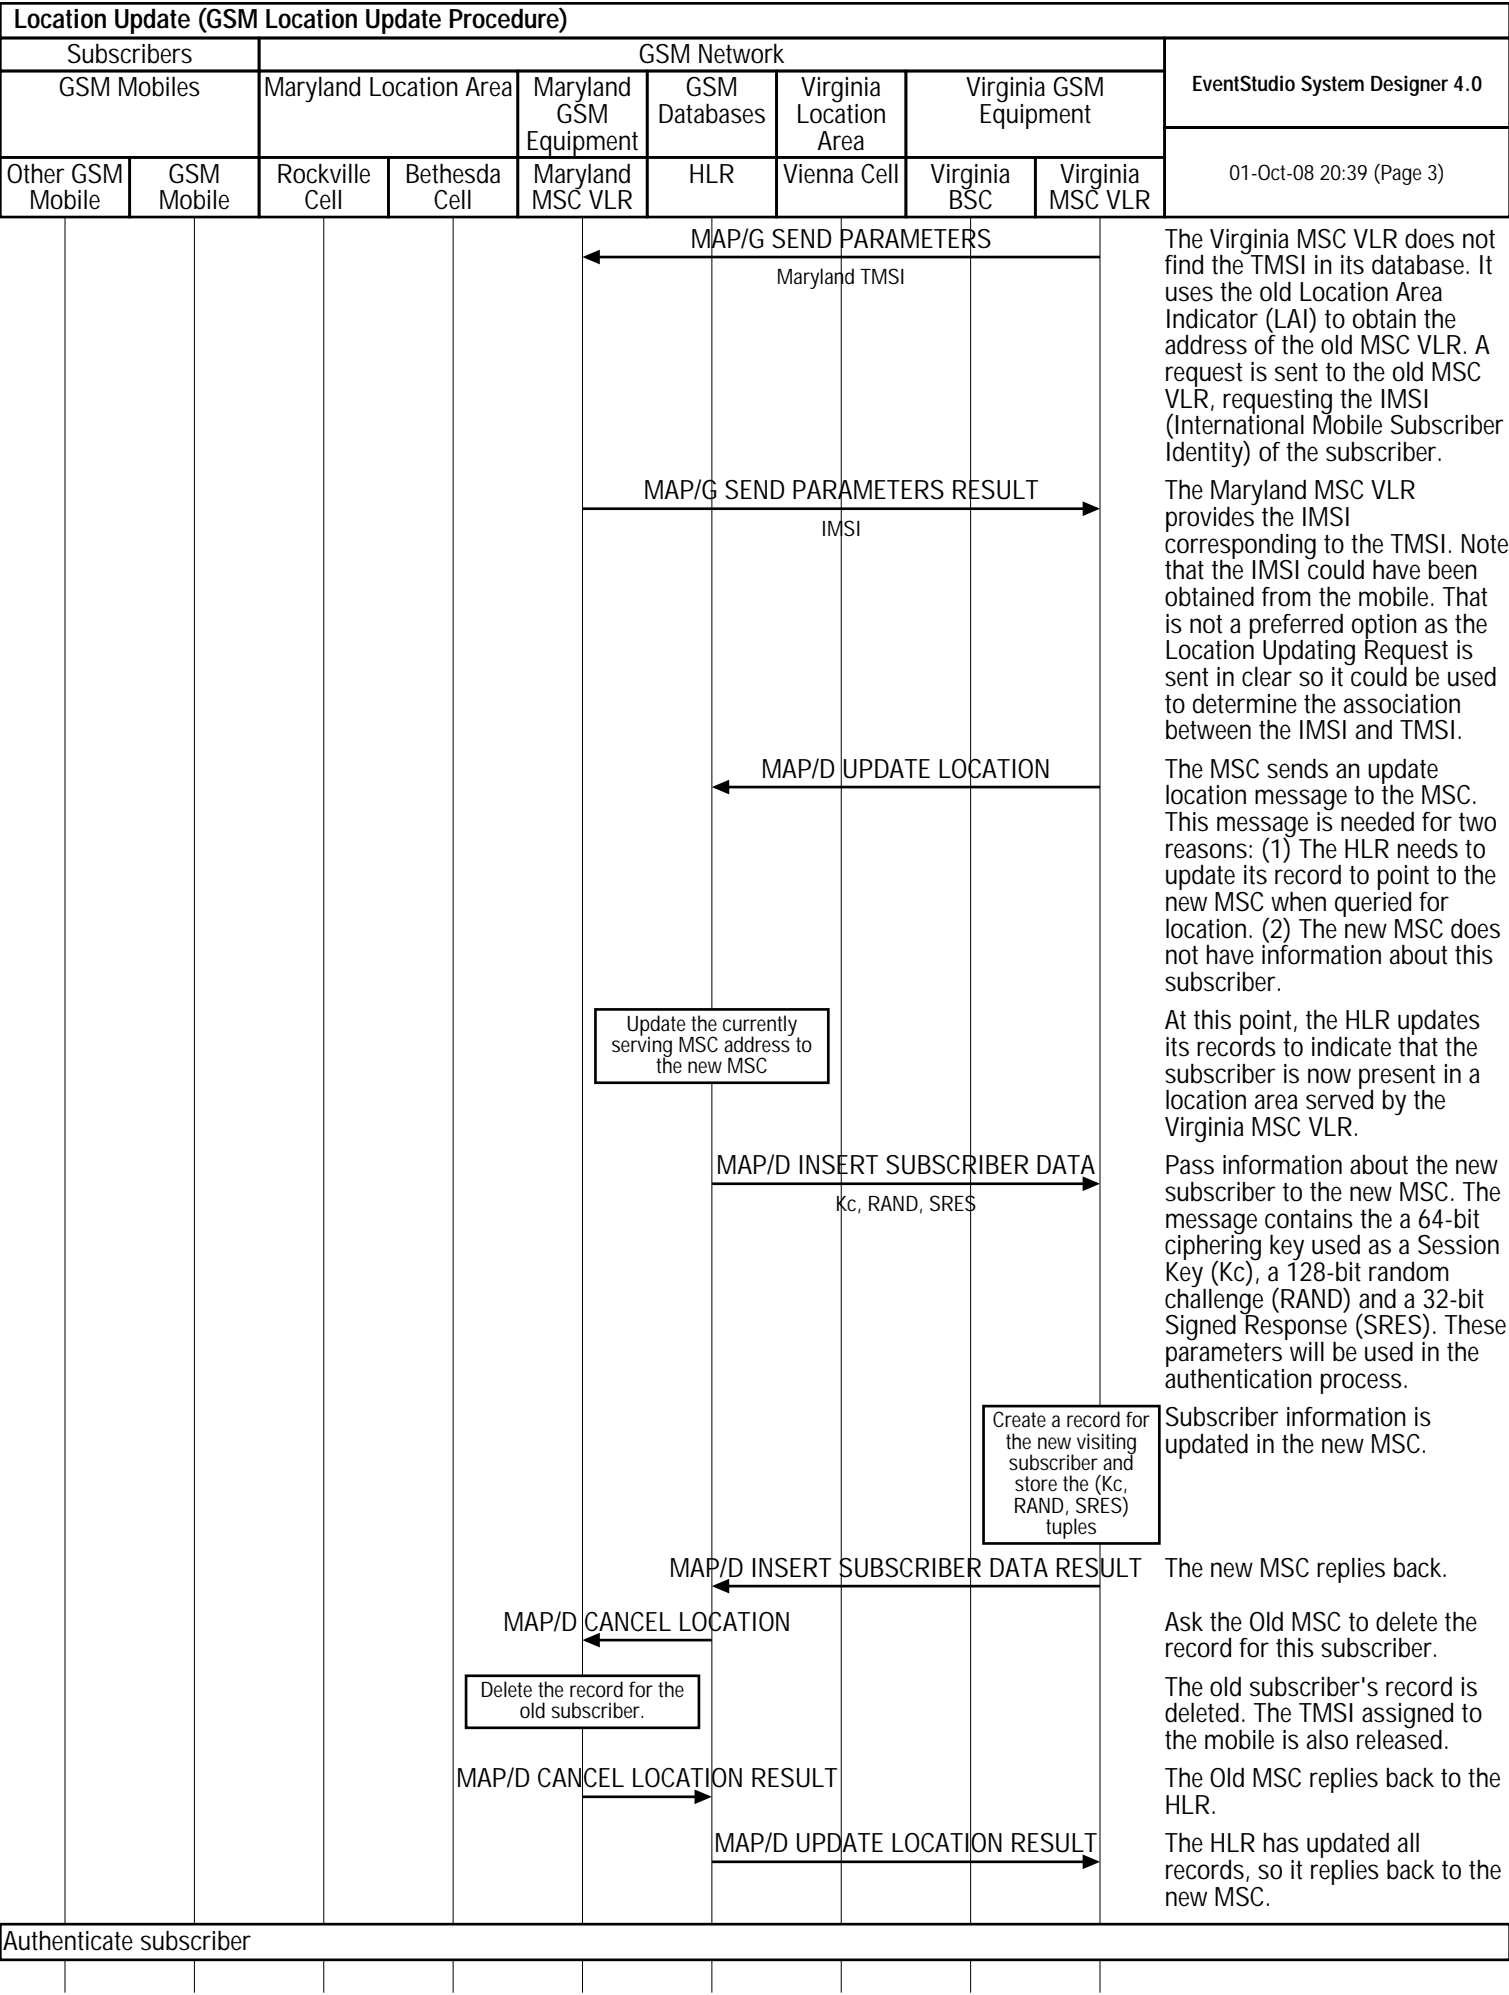 Location Update (GSM Location Update Procedure)
Subscribers
GSM Network
EventStudio System Designer 4.0
GSM Mobiles
Maryland Location Area
Maryland
GSM
Equipment
GSM
Databases
Virginia
Location
Area
Virginia GSM
Equipment
01-Oct-08 20:39 (Page 3)
Other GSM
Mobile
GSM
Mobile
Rockville
Cell
Bethesda
Cell
Maryland
MSC VLR
HLR
Vienna Cell
Virginia
BSC
Virginia
MSC VLR
MAP/G SEND PARAMETERS
Maryland TMSI
The Virginia MSC VLR does not
find the TMSI in its database. It
uses the old Location Area
Indicator (LAI) to obtain the
address of the old MSC VLR. A
request is sent to the old MSC
VLR, requesting the IMSI
(International Mobile Subscriber
Identity) of the subscriber.
MAP/G SEND PARAMETERS RESULT
IMSI
The Maryland MSC VLR
provides the IMSI
corresponding to the TMSI. Note
that the IMSI could have been
obtained from the mobile. That
is not a preferred option as the
Location Updating Request is
sent in clear so it could be used
to determine the association
between the IMSI and TMSI.
MAP/D UPDATE LOCATION
The MSC sends an update
location message to the MSC.
This message is needed for two
reasons: (1) The HLR needs to
update its record to point to the
new MSC when queried for
location. (2) The new MSC does
not have information about this
subscriber.
Update the currently
serving MSC address to
the new MSC
At this point, the HLR updates
its records to indicate that the
subscriber is now present in a
location area served by the
Virginia MSC VLR.
MAP/D INSERT SUBSCRIBER DATA
Kc, RAND, SRES
Pass information about the new
subscriber to the new MSC. The
message contains the a 64-bit
ciphering key used as a Session
Key (Kc), a 128-bit random
challenge (RAND) and a 32-bit
Signed Response (SRES). These
parameters will be used in the
authentication process.
Create a record for
the new visiting
subscriber and
store the (Kc,
RAND, SRES)
tuples
Subscriber information is
updated in the new MSC.
MAP/D INSERT SUBSCRIBER DATA RESULT
The new MSC replies back.
MAP/D CANCEL LOCATION
Ask the Old MSC to delete the
record for this subscriber.
Delete the record for the
old subscriber.
The old subscriber's record is
deleted. The TMSI assigned to
the mobile is also released.
MAP/D CANCEL LOCATION RESULT
The Old MSC replies back to the
HLR.
MAP/D UPDATE LOCATION RESULT
The HLR has updated all
records, so it replies back to the
new MSC.
Authenticate subscriber